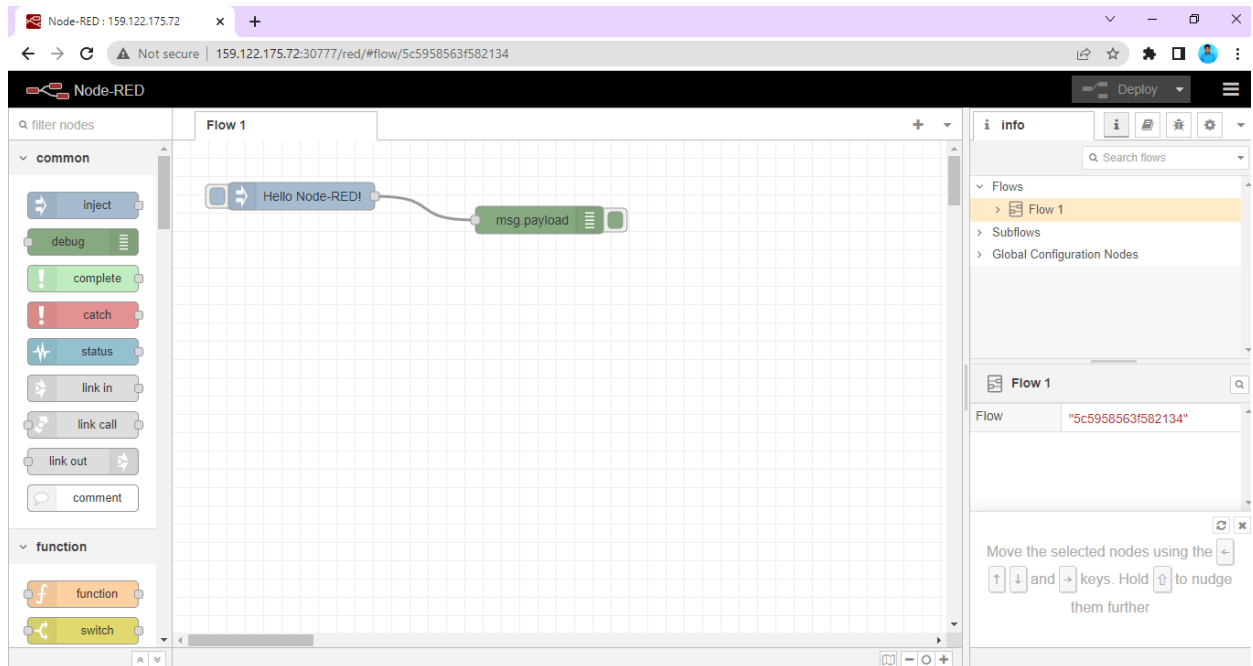 Node-RED : 159.122.175.72
Not secure | 159.122.175.72:30777/red/#flow/5c5958563f582134
Node-RED
Deploy
filter nodes
Flow 1
i info
common
Search flows
inject
debug
complete
catch
status
link in
link call
link out
comment
function
function
switch
Hello Node-RED!
msg.payload
Flows
Flow 1
Subflows
Global Configuration Nodes
Flow 1
Flow "5c5958563f582134"
Move the selected nodes using the ←
↑ ↓ and → keys. Hold ⇧ to nudge
them further